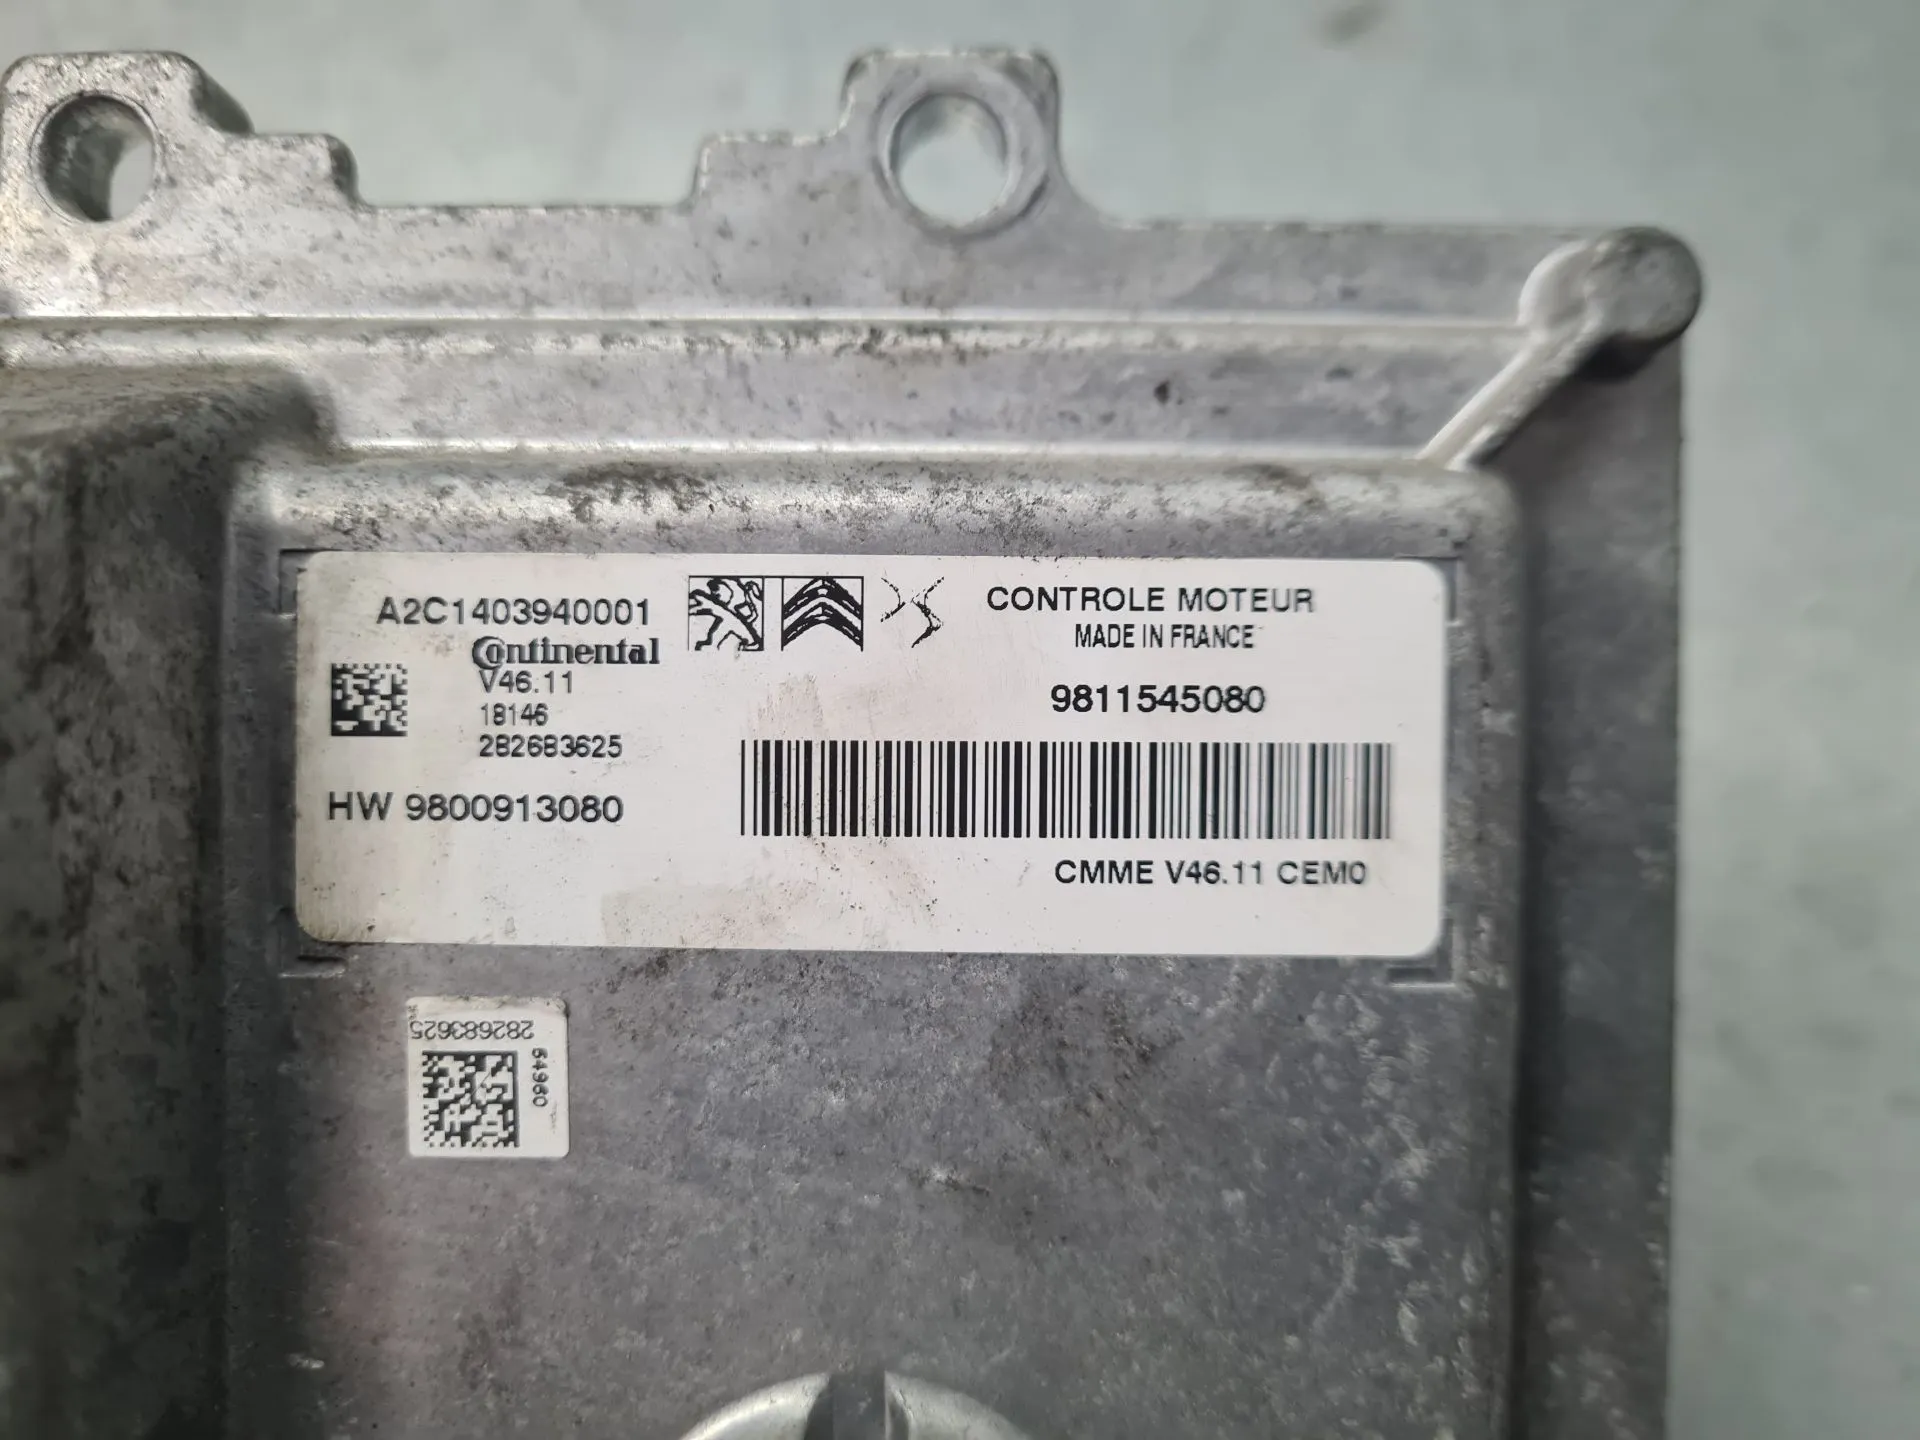 A2C1403940001
Continental
V46.11
18146
282683625
HW 9800913080
CONTROLE MOTEUR
MADE IN FRANCE
9811545080
CMME V46.11 CEM0
282683625
64960